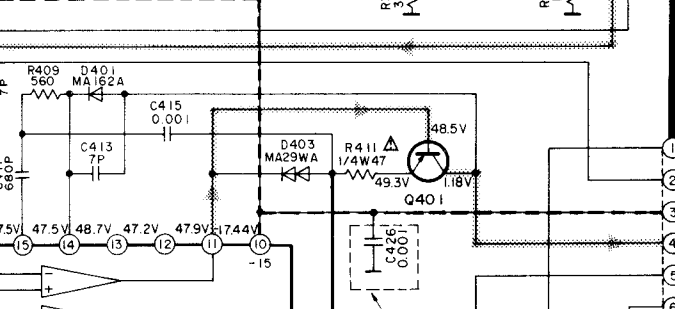 R409
560
D401
MA162A
C415
0.001
C413
7P
680P
7P
D403
MA29WA
R411
1/4W47
48.5V
49.3V
1.18V
Q401
7.5V
47.5V
48.7V
47.2V
47.9V
-17.44V
15
14
13
12
11
10
-15
C426
0.001
1
2
3
4
5
6